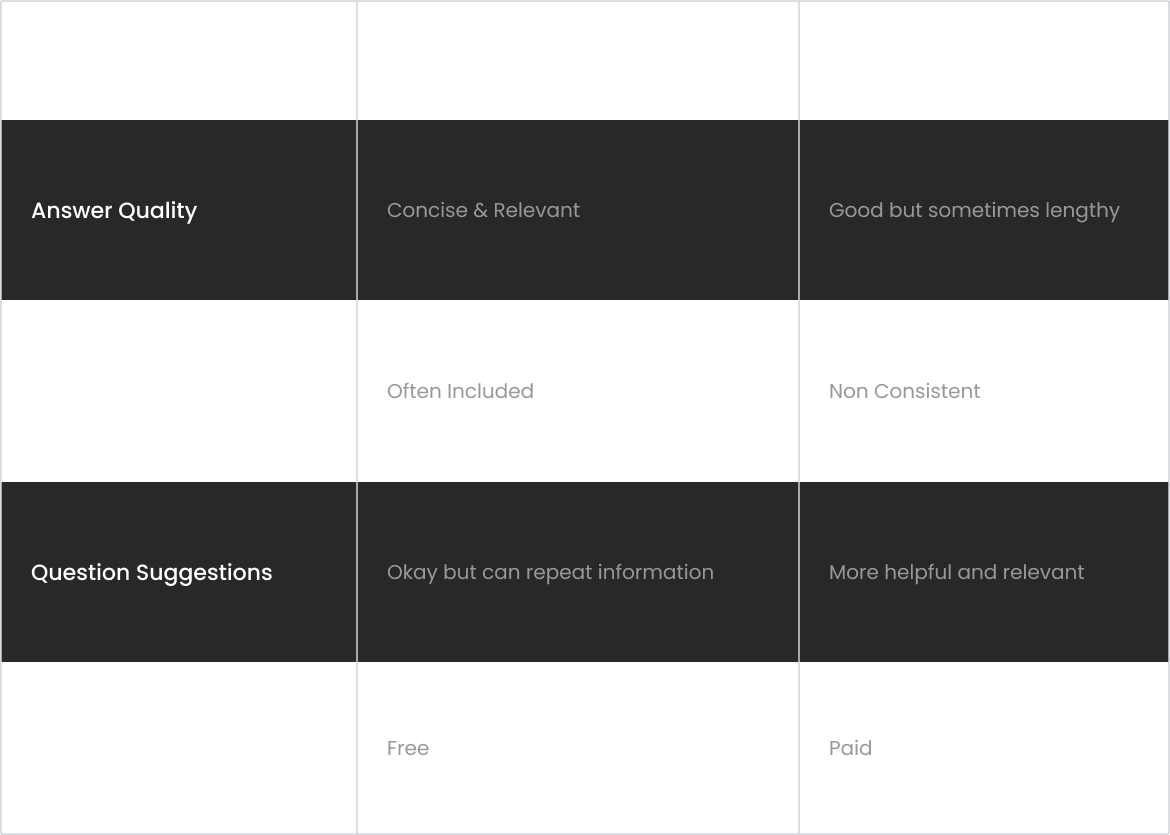 Answer Quality
Concise & Relevant
Good but sometimes lengthy
Often Included
Non Consistent
Question Suggestions
Okay but can repeat information
More helpful and relevant
Free
Paid